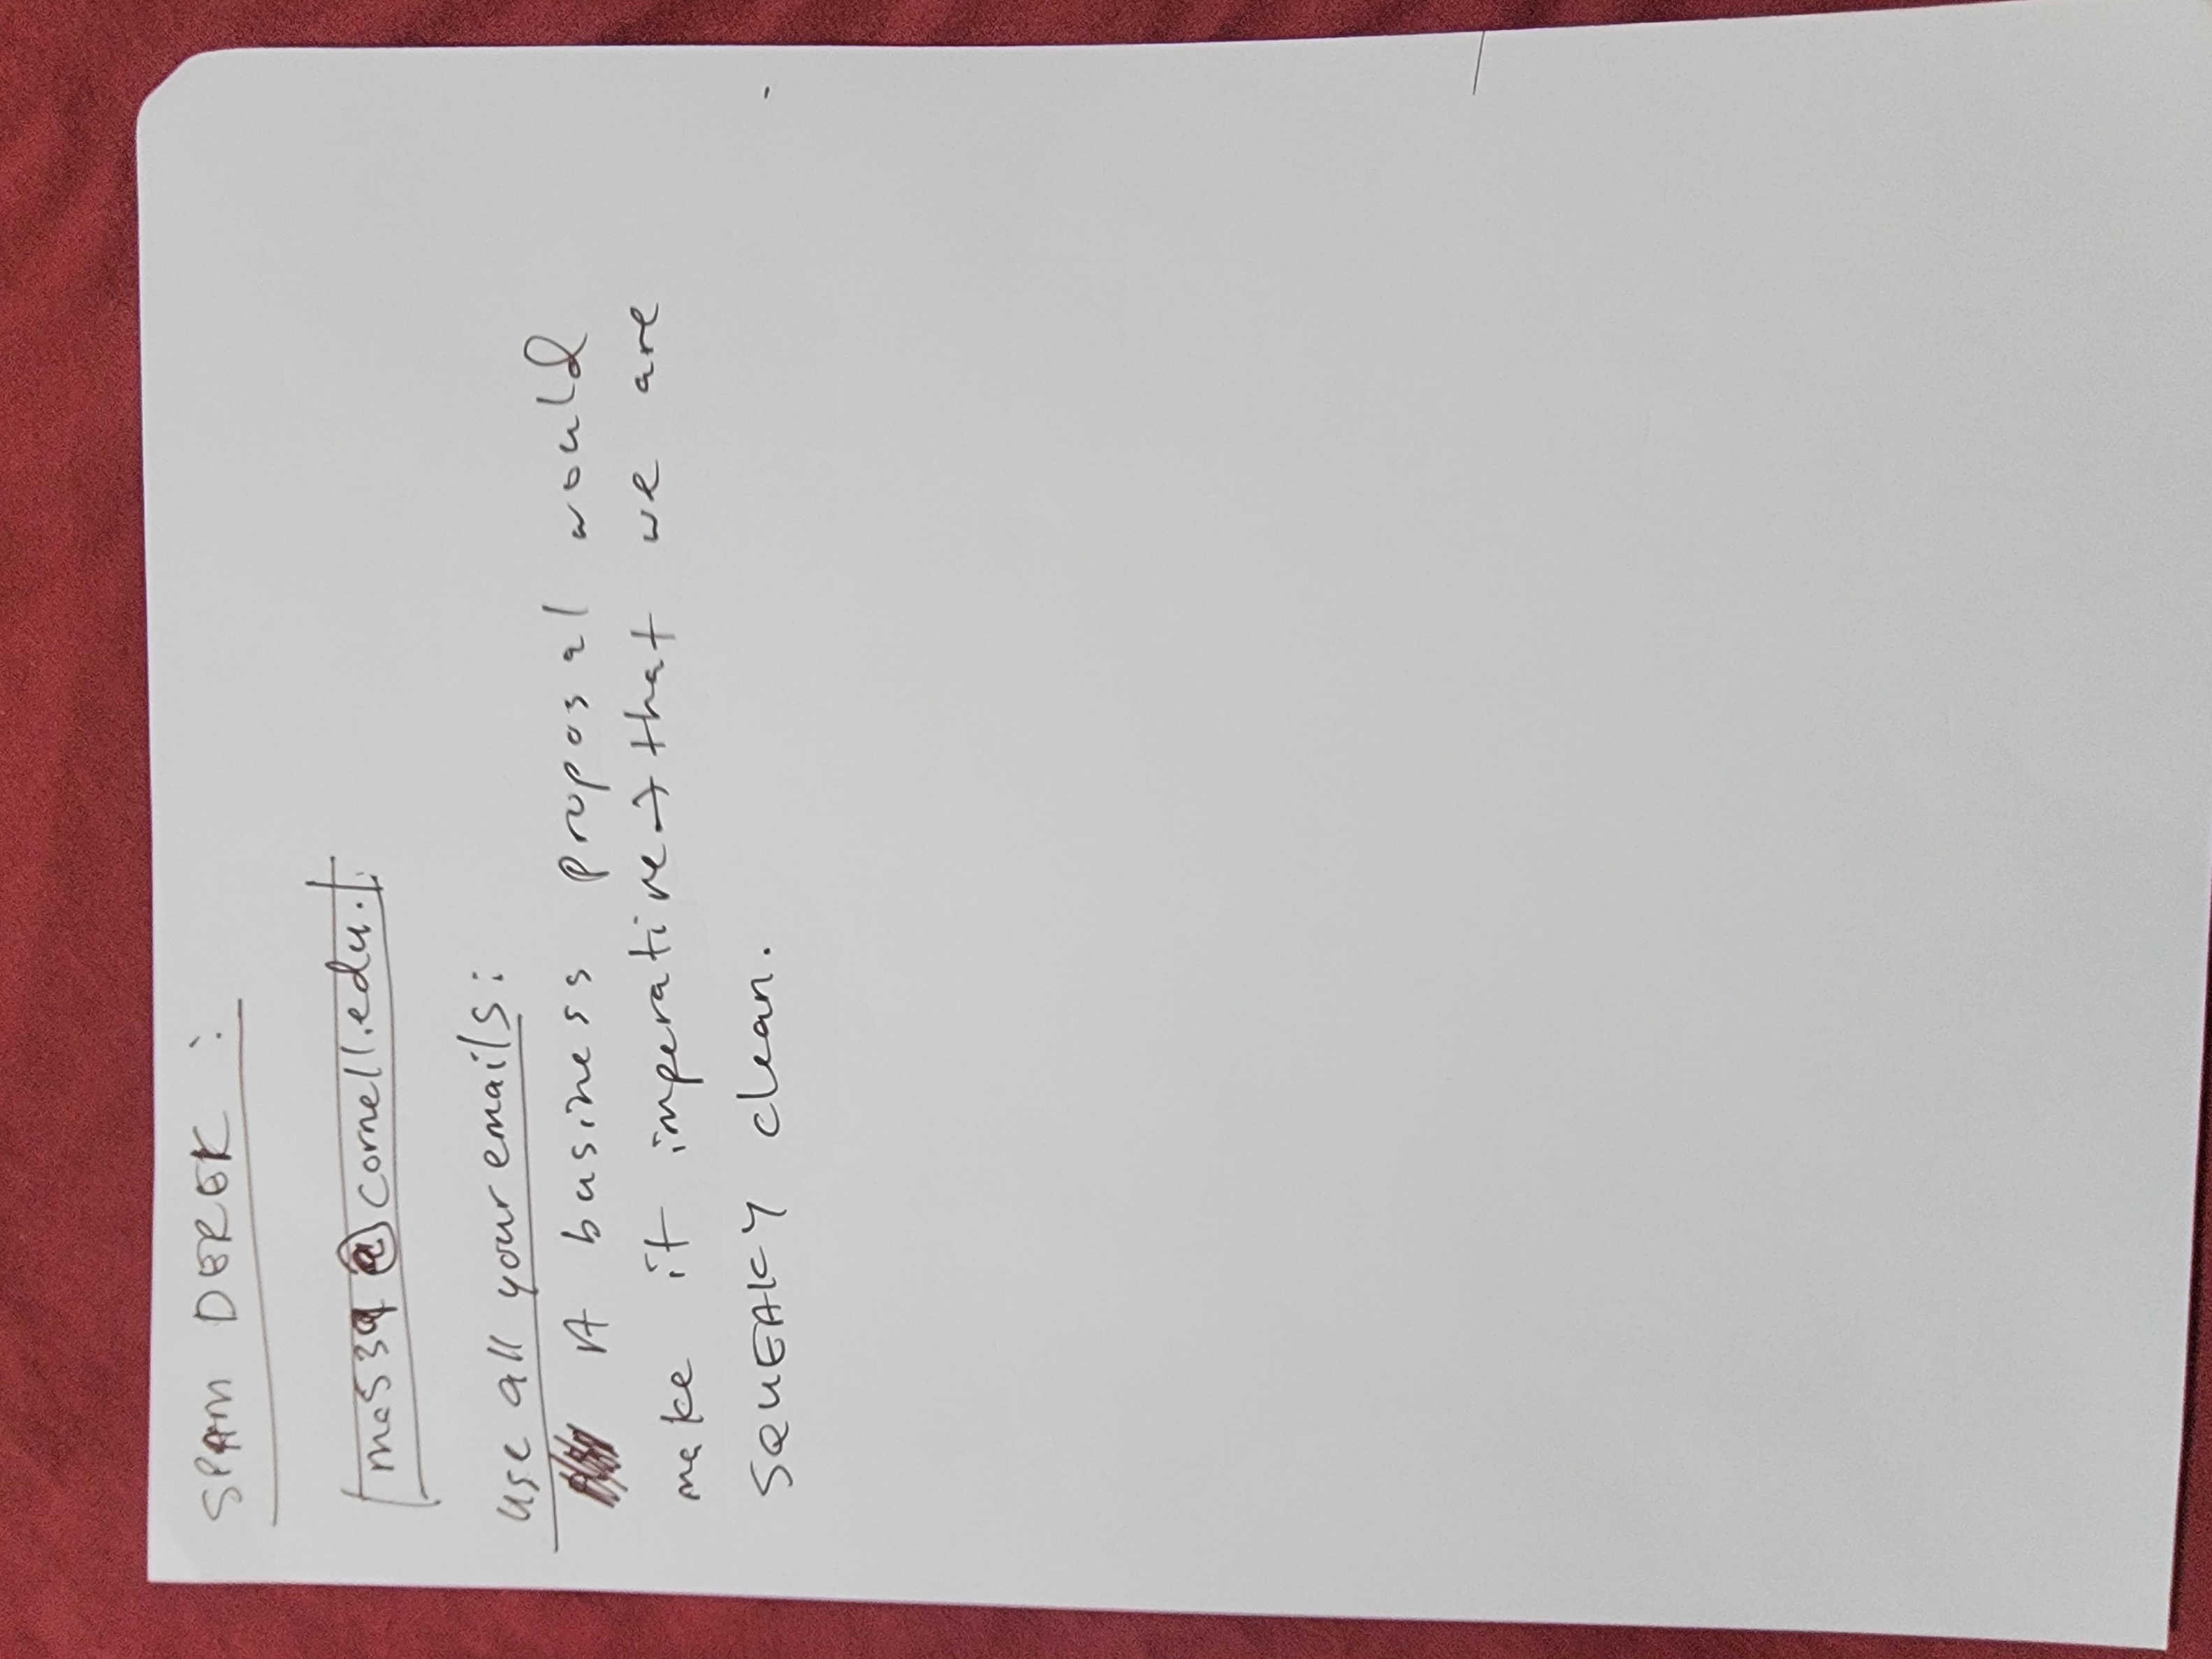 SPAM DEREK :
mc539@cornell.edu.
use all your emails:
A business proposal would
make it imperative → that we are
SQUEAKY clean.